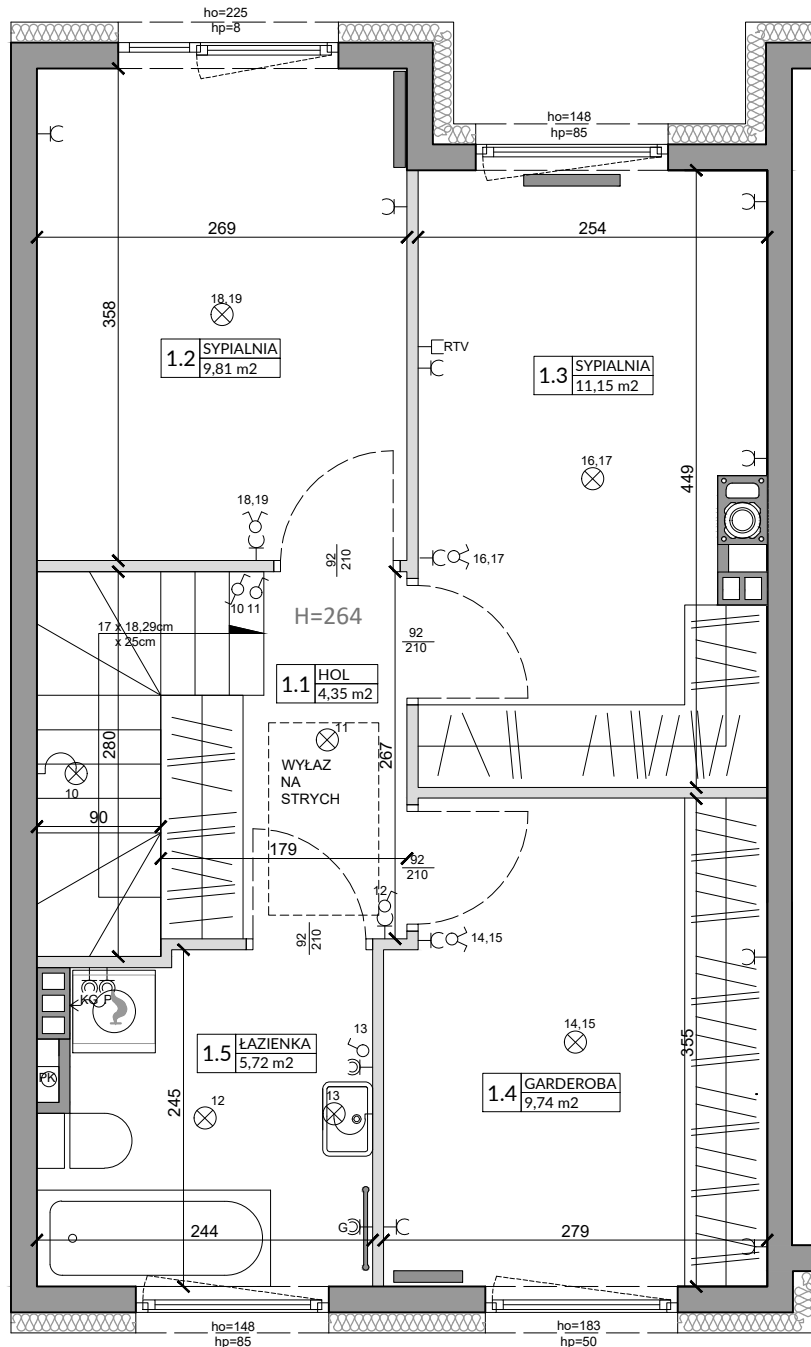 ho=225
hp=8
ho=148
hp=85
269
254
358
18,19
1.2 SYPIALNIA
9,81 m2
RTV
1.3 SYPIALNIA
11,15 m2
16,17
449
18,19
92
210
16,17
10 11
H=264
17 x 18,29cm
x 25cm
92
210
1.1 HOL
4,35 m2
11
WYŁAZ
NA
STRYCH
267
280
10
90
179
92
210
12
92
210
14,15
KG P
13
14,15
1.5 ŁAZIENKA
5,72 m2
355
PK
1.4 GARDEROBA
9,74 m2
245
12
13
G
244
279
ho=148
hp=85
ho=183
hp=50